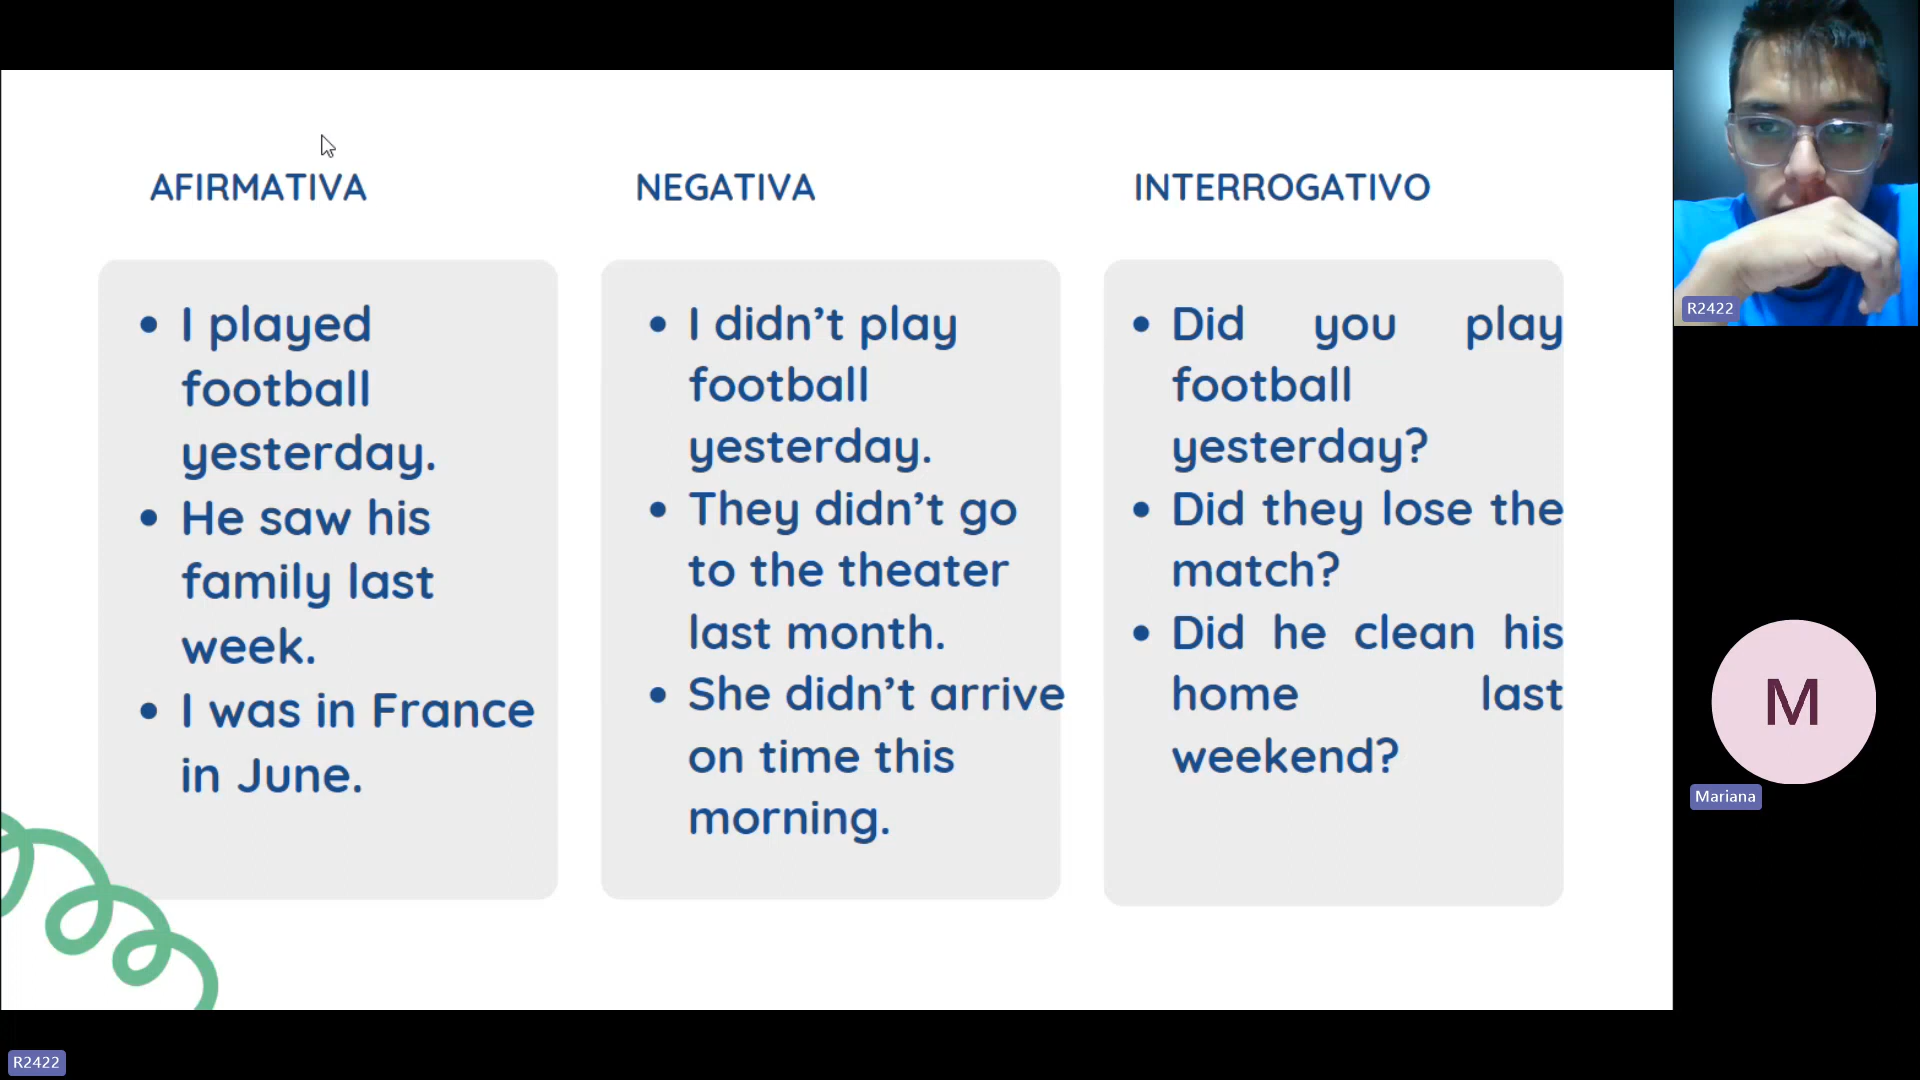 AFIRMATIVA
• I played
football
yesterday.
• He saw his
family last
week.
• I was in France
in June.
NEGATIVA
• I didn’t play
football
yesterday.
• They didn’t go
to the theater
last month.
• She didn’t arrive
on time this
morning.
INTERROGATIVO
• Did you play
football
yesterday?
• Did they lose the
match?
• Did he clean his
home last
weekend?
R2422
M
Mariana
R2422